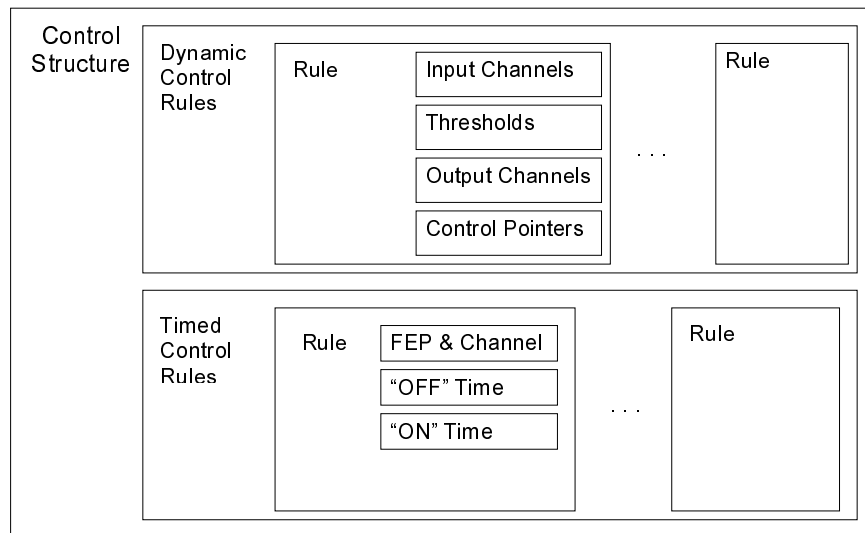 Control
Structure
Dynamic
Control
Rules
Rule
Input Channels
Thresholds
Output Channels
Control Pointers
. . .
Rule
Timed
Control
Rules
Rule
FEP & Channel
“OFF” Time
“ON” Time
. . .
Rule